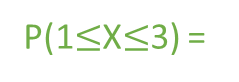 P(1≤X≤3) =